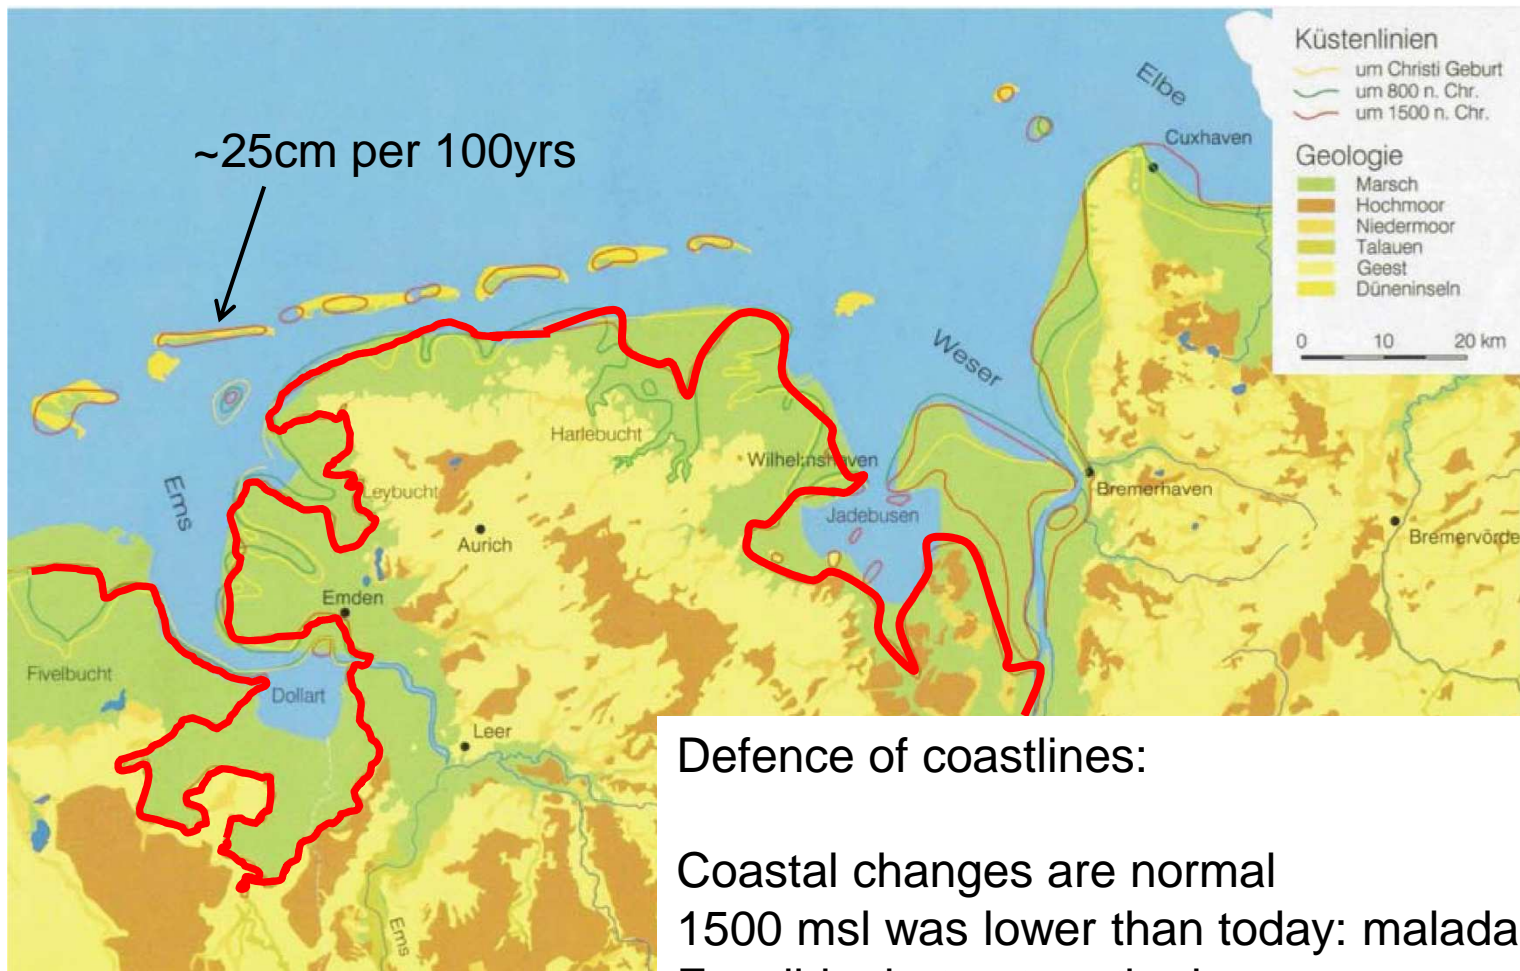 Küstenlinien
um Christi Geburt
um 800 n. Chr.
um 1500 n. Chr.
Geologie
Marsch
Hochmoor
Niedermoor
Talauen
Geest
Düneninseln
0 10 20 km
~25cm per 100yrs
Elbe
Cuxhaven
Weser
Harlebucht
Wilhelmshaven
Leybucht
Ems
Jadebusen
Bremerhaven
Aurich
Bremervörde
Emden
Fivelbucht
Dollart
Leer
Ems
Defence of coastlines:
Coastal changes are normal
1500 msl was lower than today: malada